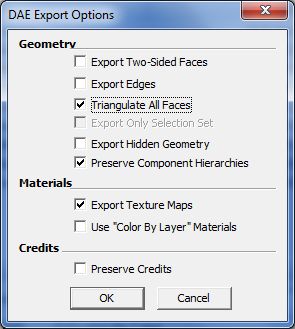 DAE Export Options
Geometry
Export Two-Sided Faces
Export Edges
Triangulate All Faces
Export Only Selection Set
Export Hidden Geometry
Preserve Component Hierarchies
Materials
Export Texture Maps
Use "Color By Layer" Materials
Credits
Preserve Credits
OK
Cancel